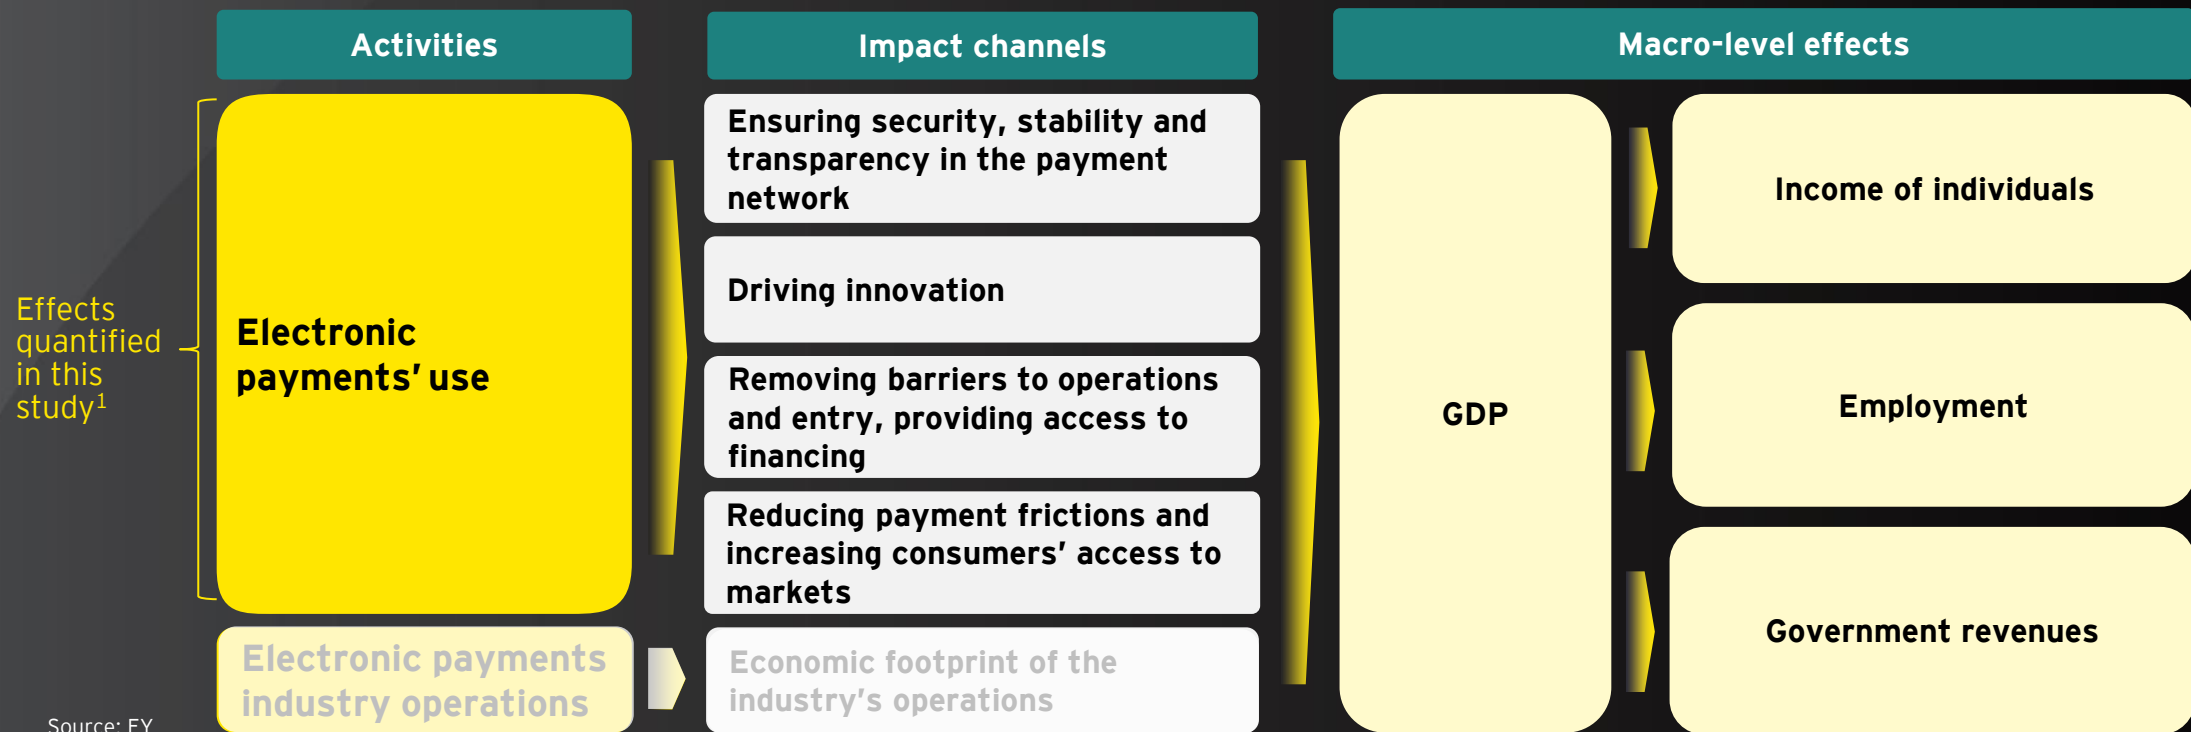 Activities
Impact channels
Macro-level effects
Effects
quantified
in this
study¹
Electronic
payments’ use
Electronic payments
industry operations
Ensuring security, stability and
transparency in the payment
network
Driving innovation
Removing barriers to operations
and entry, providing access to
financing
Reducing payment frictions and
increasing consumers’ access to
markets
Economic footprint of the
industry’s operations
GDP
Income of individuals
Employment
Government revenues
Source: EY